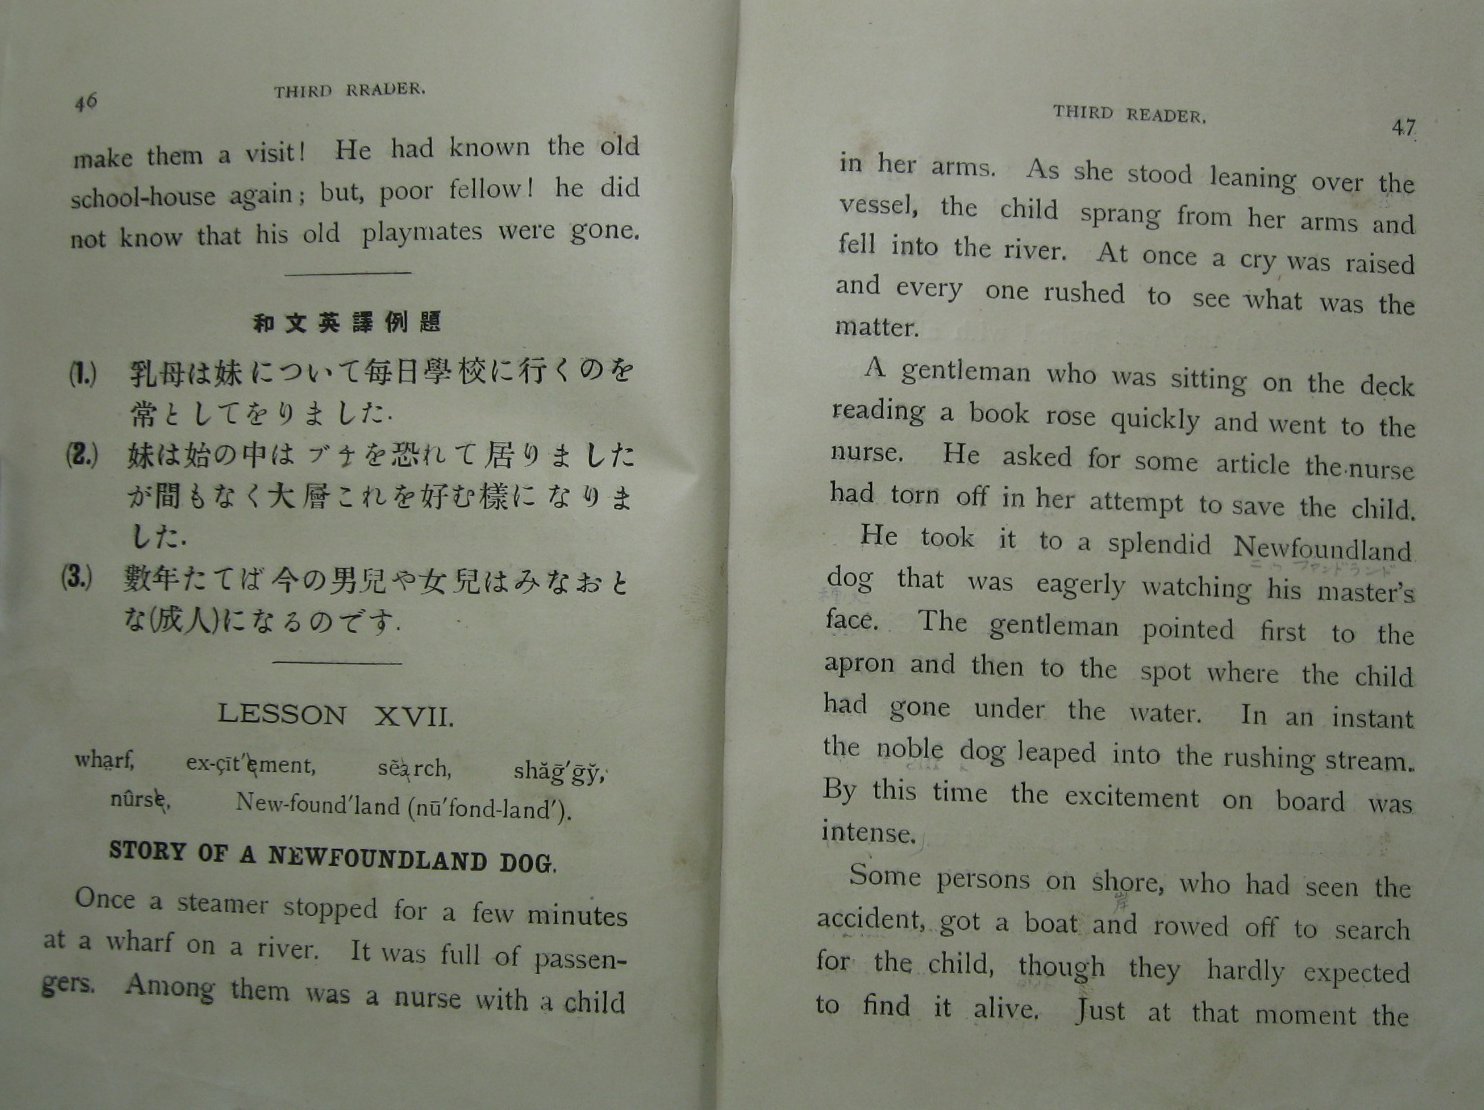 46
THIRD RRADER.
make them a visit! He had known the old
school-house again; but, poor fellow! he did
not know that his old playmates were gone.
和文英譯例題
(1.) 乳母は妹について每日學校に行くのを
常としてをりました.
(2.) 妹は始の中はブチを恐れて居りました
が間もなく大層これを好む樣になりま
した.
(3.) 數年たてば今の男兒や女兒はみなおと
な(成人)になるのです.
LESSON XVII.
wharf, ex-çīt′ement, sẽarch, shăḡ′ḡy̆,
nûrse, New-found′land (nū′fond-land′).
STORY OF A NEWFOUNDLAND DOG.
Once a steamer stopped for a few minutes
at a wharf on a river. It was full of passen-
gers. Among them was a nurse with a child
THIRD READER.
47
in her arms. As she stood leaning over the
vessel, the child sprang from her arms and
fell into the river. At once a cry was raised
and every one rushed to see what was the
matter.
A gentleman who was sitting on the deck
reading a book rose quickly and went to the
nurse. He asked for some article the nurse
had torn off in her attempt to save the child.
He took it to a splendid Newfoundland
ニューファンドランド
dog that was eagerly watching his master's
face. The gentleman pointed first to the
apron and then to the spot where the child
had gone under the water. In an instant
the noble dog leaped into the rushing stream.
By this time the excitement on board was
intense.
Some persons on shore, who had seen the
岸
accident, got a boat and rowed off to search
for the child, though they hardly expected
to find it alive. Just at that moment the